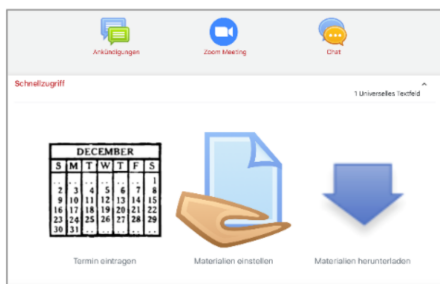 Ankündigungen Zoom Meeting Chat
Schnellzugriff
1 Universelles Textfeld
DECEMBER
S M T W T F S
.. .. .. .. .. .. 1
2 3 4 5 6 7 8
9 10 11 12 13 14 15
16 17 18 19 20 21 22
23 24 25 26 27 28 29
30 31 .. .. .. .. ..
Termin eintragen Materialien einstellen Materialien herunterladen